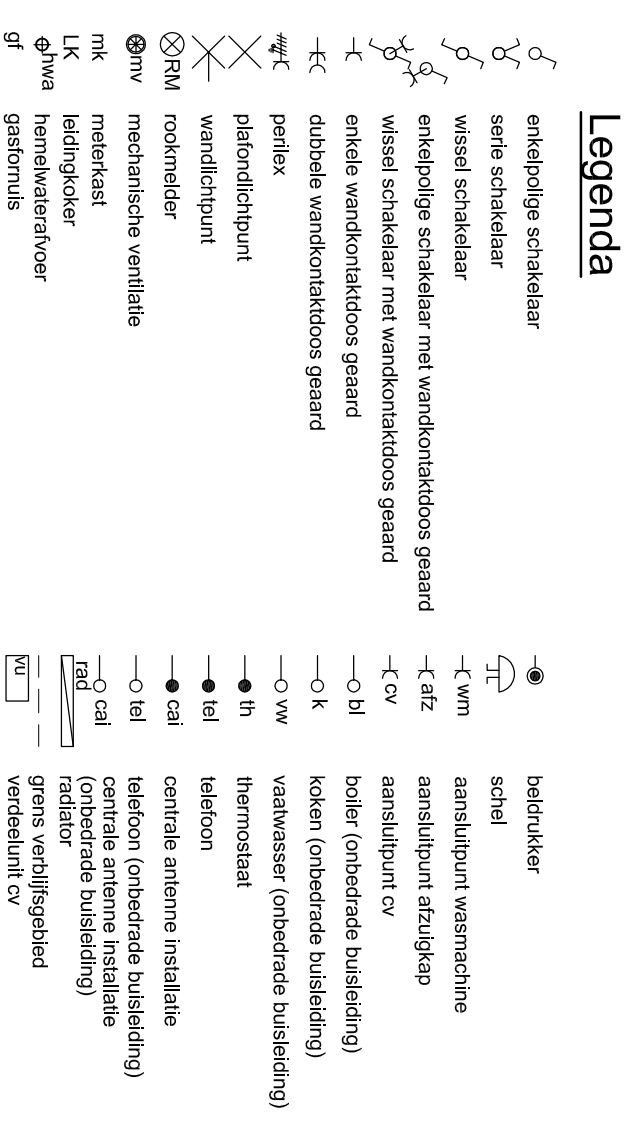 Legenda
enkelpolige schakelaar
serie schakelaar
wissel schakelaar
enkelpolige schakelaar met wandkontaktdoos geaard
wissel schakelaar met wandkontaktdoos geaard
enkele wandkontaktdoos geaard
dubbele wandkontaktdoos geaard
perilex
plafondlichtpunt
wandlichtpunt
RM rookmelder
mv mechanische ventilatie
mk meterkast
LK leidingkoker
hwa hemelwaterafvoer
gf gasfornuis
beldrukker
schel
wm aansluitpunt wasmachine
afz aansluitpunt afzuigkap
cv aansluitpunt cv
bl boiler (onbedrade buisleiding)
k koken (onbedrade buisleiding)
vw vaatwasser (onbedrade buisleiding)
th thermostaat
tel telefoon
cai centrale antenne installatie
tel telefoon (onbedrade buisleiding)
cai centrale antenne installatie
(onbedrade buisleiding)
rad radiator
grens verblijfsgebied
vu verdeelunit cv